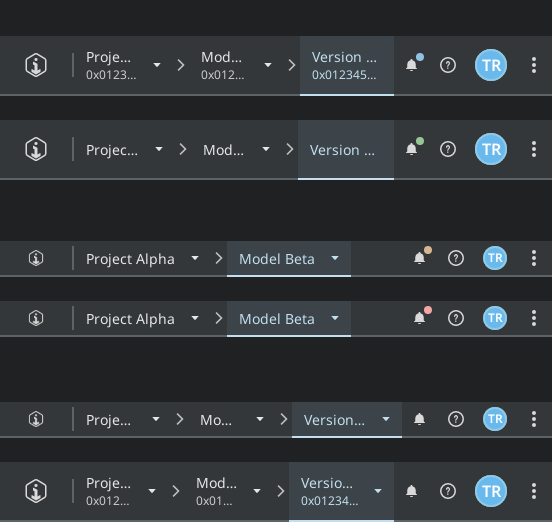 Proje... Mod... Version ...
0x0123... 0x012... 0x012345... TR
Projec... Mod... Version ... TR
Project Alpha Model Beta TR
Project Alpha Model Beta TR
Proje... Mo... Version... TR
Proje... Mod... Versio...
0x012... 0x01... 0x01234... TR